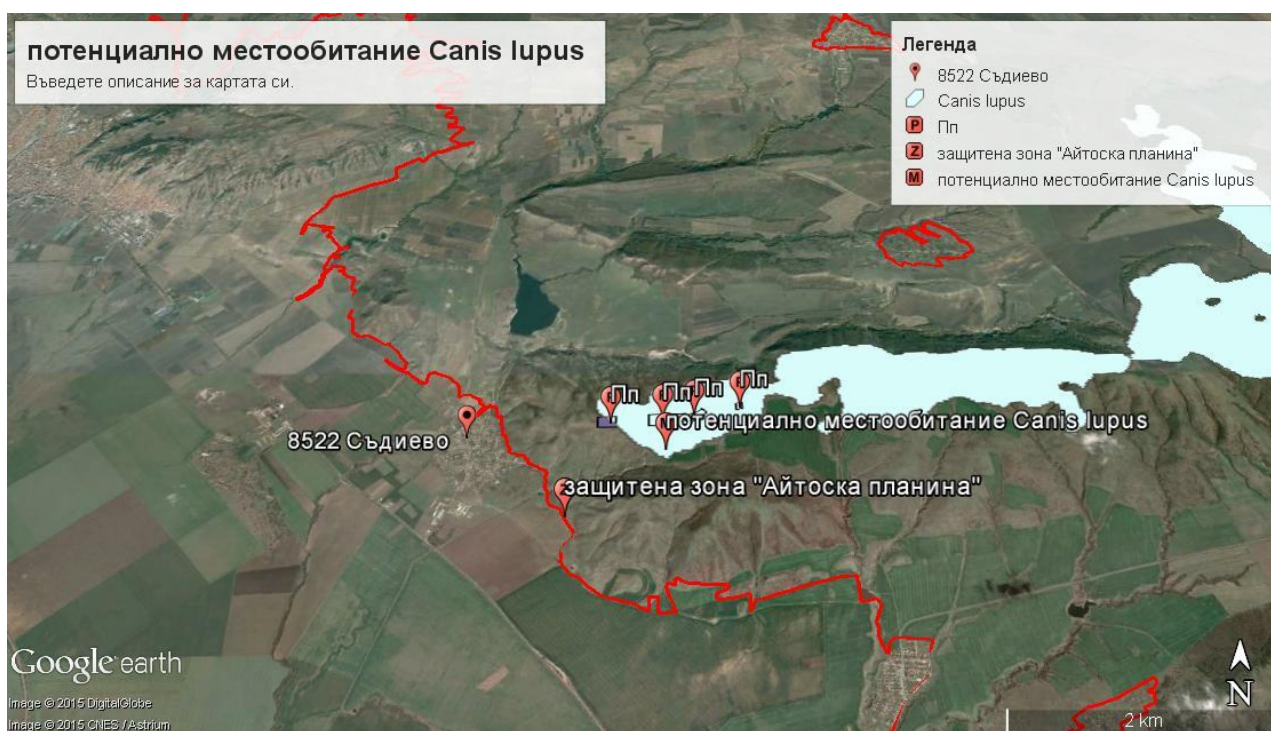 потенциално местообитание Canis lupus
Въведете описание за картата си.
Легенда
8522 Съдиево
Canis lupus
P Пп
Z защитена зона "Айтоска планина"
M потенциално местообитание Canis lupus
Пп
Пп
Пп
Пп
потенциално местообитание Canis lupus
8522 Съдиево
защитена зона "Айтоска планина"
Google earth
Image © 2015 DigitalGlobe
Image © 2015 CNES / Astrium
N
2 km